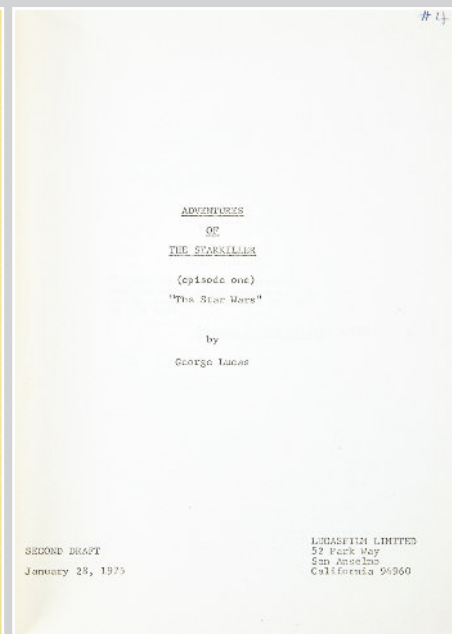 # 4
ADVENTURES
OF
THE STARKILLER
(episode one)
"The Star Wars"
by
George Lucas
SECOND DRAFT
January 28, 1975
LUCASFILM LIMITED
52 Park Way
San Anselmo
California 94960